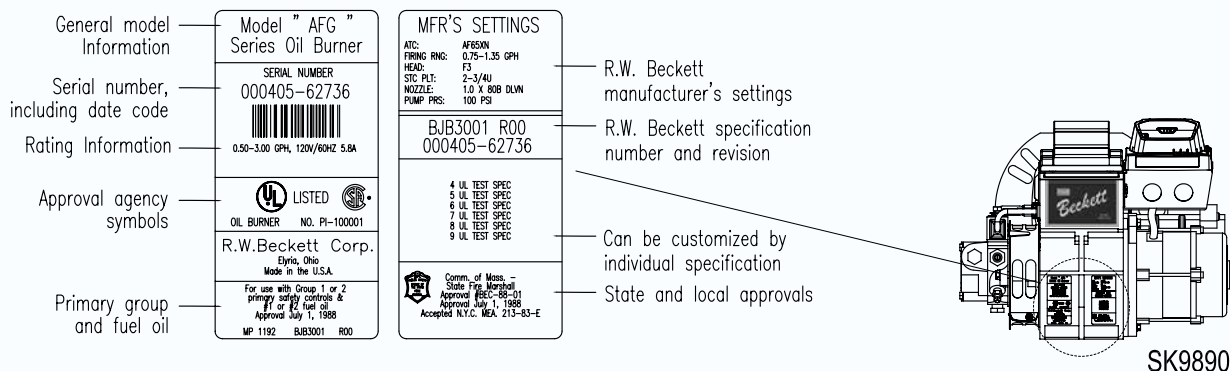 General model
Information
Serial number,
including date code
Rating Information
Approval agency
symbols
Primary group
and fuel oil
Model " AFG "
Series Oil Burner
SERIAL NUMBER
000405-62736
0.50-3.00 GPH, 120V/60HZ 5.8A
UL LISTED
OIL BURNER NO. PI-100001
R.W.Beckett Corp.
Elyria, Ohio
Made in the U.S.A.
For use with Group 1 or 2
primary safety controls &
#1 or #2 fuel oil
Approval July 1, 1988
MP 1192 BJB3001 R00
MFR'S SETTINGS
ATC: AF65XN
FIRING RNG: 0.75-1.35 GPH
HEAD: F3
STC PLT: 2-3/4U
NOZZLE: 1.0 X 80B DLVN
PUMP PRS: 100 PSI
BJB3001 R00
000405-62736
4 UL TEST SPEC
5 UL TEST SPEC
6 UL TEST SPEC
7 UL TEST SPEC
8 UL TEST SPEC
9 UL TEST SPEC
Comm. of Mass. -
State Fire Marshall
Approval #BEC-88-01
Approval July 1, 1988
Accepted N.Y.C. MEA. 213-83-E
R.W. Beckett
manufacturer's settings
R.W. Beckett specification
number and revision
Can be customized by
individual specification
State and local approvals
Beckett
SK9890